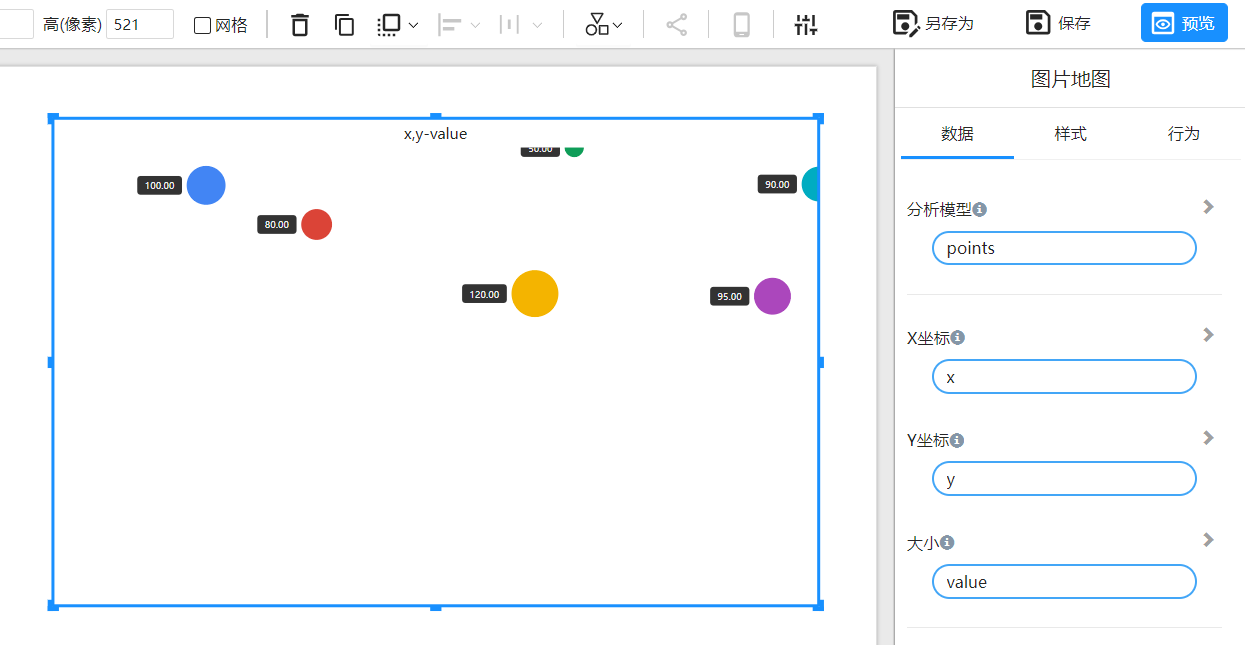 高(像素) 521 网格 另存为 保存 预览
图片地图
数据 样式 行为
x,y-value
50.00
100.00
90.00
80.00
120.00
95.00
分析模型
points
X坐标
x
Y坐标
y
大小
value